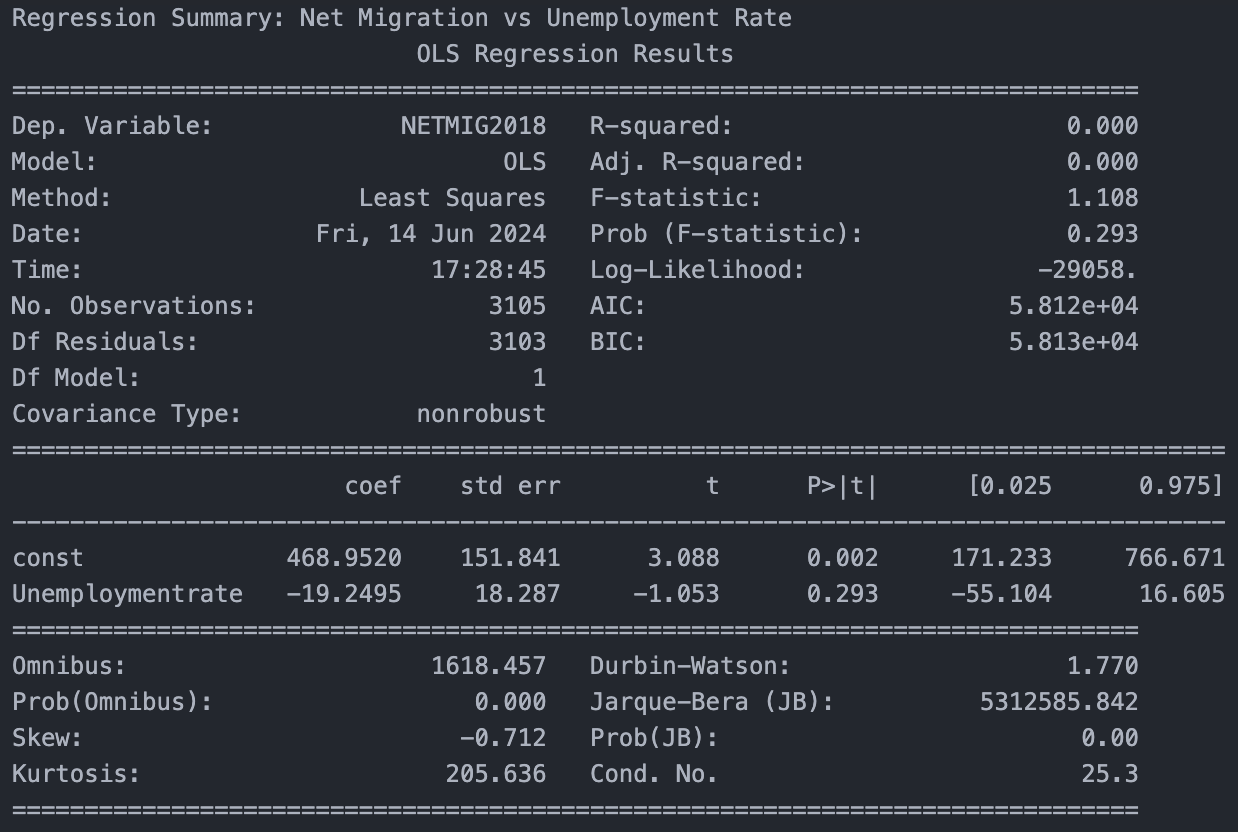 Regression Summary: Net Migration vs Unemployment Rate
                            OLS Regression Results
==============================================================================
Dep. Variable:             NETMIG2018   R-squared:                       0.000
Model:                            OLS   Adj. R-squared:                  0.000
Method:                 Least Squares   F-statistic:                     1.108
Date:                Fri, 14 Jun 2024   Prob (F-statistic):              0.293
Time:                        17:28:45   Log-Likelihood:                -29058.
No. Observations:                3105   AIC:                         5.812e+04
Df Residuals:                    3103   BIC:                         5.813e+04
Df Model:                           1
Covariance Type:            nonrobust
====================================================================================
                       coef    std err          t      P>|t|      [0.025      0.975]
------------------------------------------------------------------------------------
const              468.9520    151.841      3.088      0.002     171.233     766.671
Unemploymentrate   -19.2495     18.287     -1.053      0.293     -55.104      16.605
==============================================================================
Omnibus:                     1618.457   Durbin-Watson:                   1.770
Prob(Omnibus):                  0.000   Jarque-Bera (JB):          5312585.842
Skew:                          -0.712   Prob(JB):                         0.00
Kurtosis:                     205.636   Cond. No.                         25.3
==============================================================================